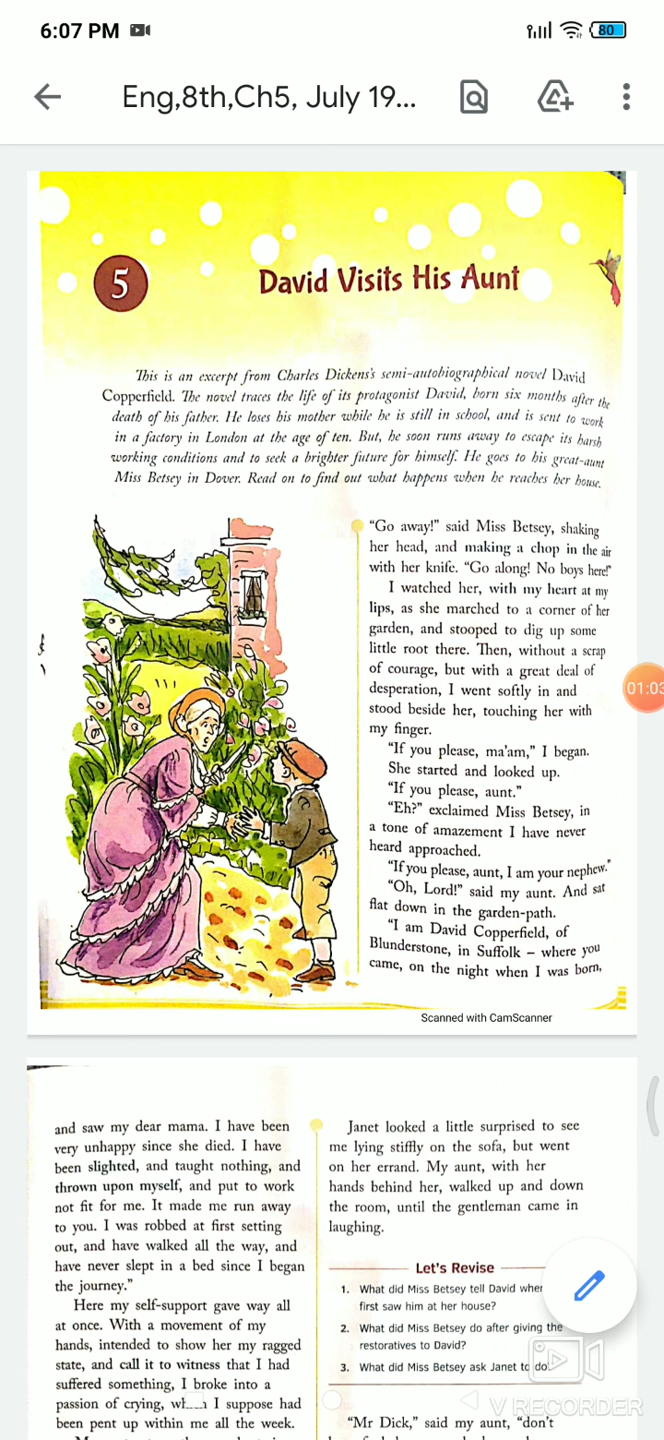 6:07 PM
80
Eng,8th,Ch5, July 19...
5
David Visits His Aunt
This is an excerpt from Charles Dickens's semi-autobiographical novel David
Copperfield. The novel traces the life of its protagonist David, born six months after the
death of his father. He loses his mother while he is still in school, and is sent to work
in a factory in London at the age of ten. But, he soon runs away to escape its harsh
working conditions and to seek a brighter future for himself. He goes to his great-aunt
Miss Betsey in Dover. Read on to find out what happens when he reaches her house.
"Go away!" said Miss Betsey, shaking
her head, and making a chop in the air
with her knife. "Go along! No boys here!"
I watched her, with my heart at my
lips, as she marched to a corner of her
garden, and stooped to dig up some
little root there. Then, without a scrap
of courage, but with a great deal of
desperation, I went softly in and
stood beside her, touching her with
my finger.
"If you please, ma'am," I began.
She started and looked up.
"If you please, aunt."
"Eh?" exclaimed Miss Betsey, in
a tone of amazement I have never
heard approached.
"If you please, aunt, I am your nephew."
"Oh, Lord!" said my aunt. And sat
flat down in the garden-path.
"I am David Copperfield, of
Blunderstone, in Suffolk – where you
came, on the night when I was born,
01:03
Scanned with CamScanner
and saw my dear mama. I have been
very unhappy since she died. I have
been slighted, and taught nothing, and
thrown upon myself, and put to work
not fit for me. It made me run away
to you. I was robbed at first setting
out, and have walked all the way, and
have never slept in a bed since I began
the journey."
Here my self-support gave way all
at once. With a movement of my
hands, intended to show her my ragged
state, and call it to witness that I had
suffered something, I broke into a
passion of crying, wh I suppose had
been pent up within me all the week.
Janet looked a little surprised to see
me lying stiffly on the sofa, but went
on her errand. My aunt, with her
hands behind her, walked up and down
the room, until the gentleman came in
laughing.
Let's Revise
1. What did Miss Betsey tell David when
first saw him at her house?
2. What did Miss Betsey do after giving the
restoratives to David?
3. What did Miss Betsey ask Janet to do?
"Mr Dick," said my aunt, "don't
V RECORDER